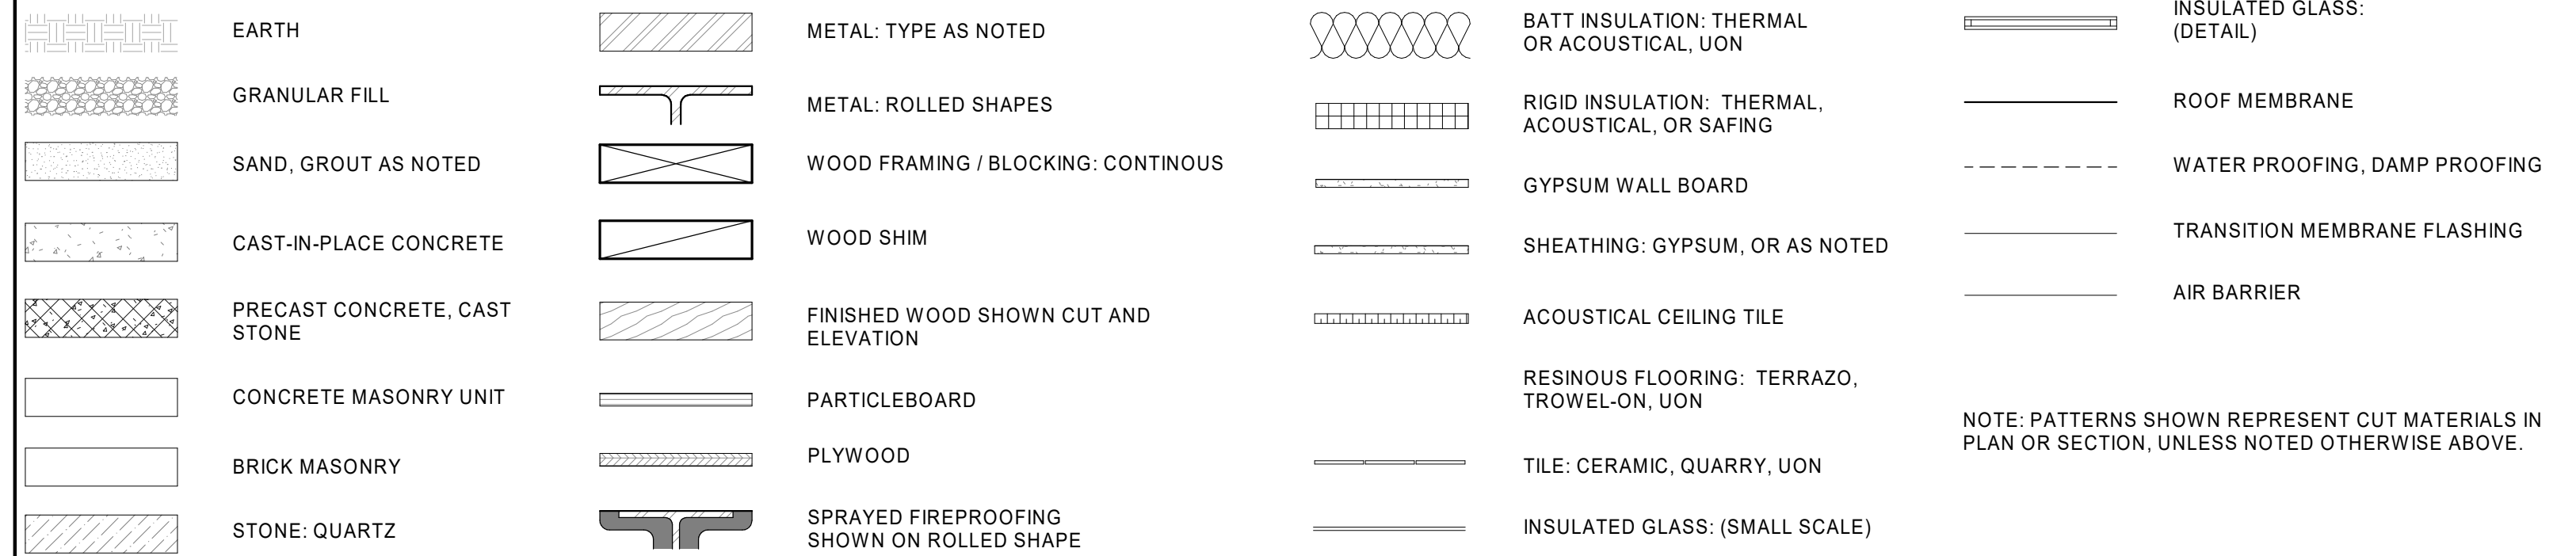 EARTH
GRANULAR FILL
SAND, GROUT AS NOTED
CAST-IN-PLACE CONCRETE
PRECAST CONCRETE, CAST
STONE
CONCRETE MASONRY UNIT
BRICK MASONRY
STONE: QUARTZ
METAL: TYPE AS NOTED
METAL: ROLLED SHAPES
WOOD FRAMING / BLOCKING: CONTINOUS
WOOD SHIM
FINISHED WOOD SHOWN CUT AND
ELEVATION
PARTICLEBOARD
PLYWOOD
SPRAYED FIREPROOFING
SHOWN ON ROLLED SHAPE
BATT INSULATION: THERMAL
OR ACOUSTICAL, UON
RIGID INSULATION: THERMAL,
ACOUSTICAL, OR SAFING
GYPSUM WALL BOARD
SHEATHING: GYPSUM, OR AS NOTED
ACOUSTICAL CEILING TILE
RESINOUS FLOORING: TERRAZO,
TROWEL-ON, UON
TILE: CERAMIC, QUARRY, UON
INSULATED GLASS: (SMALL SCALE)
INSULATED GLASS:
(DETAIL)
ROOF MEMBRANE
WATER PROOFING, DAMP PROOFING
TRANSITION MEMBRANE FLASHING
AIR BARRIER
NOTE: PATTERNS SHOWN REPRESENT CUT MATERIALS IN
PLAN OR SECTION, UNLESS NOTED OTHERWISE ABOVE.